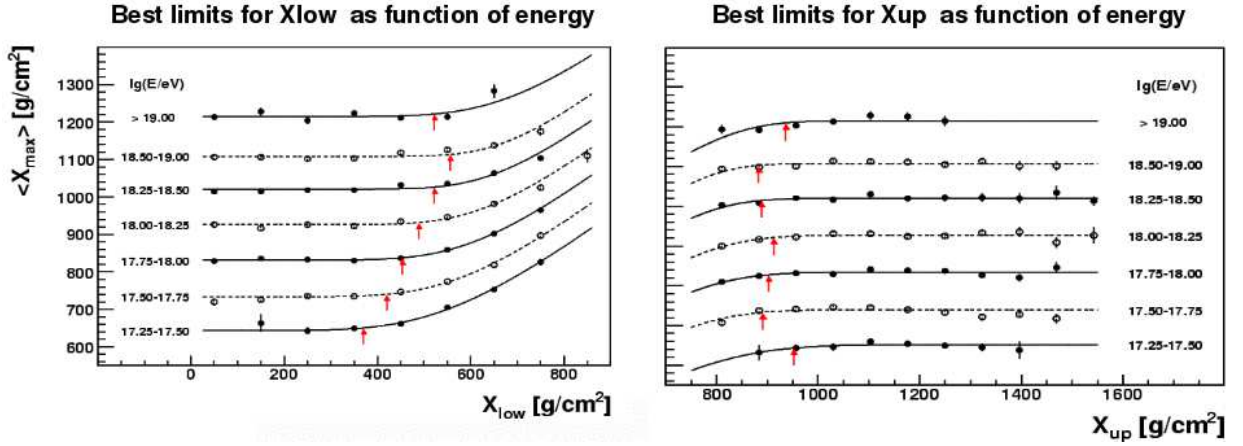 Best limits for Xlow as function of energy
<Xmax> [g/cm2]
1300
1200
1100
1000
900
800
700
600
lg(E/eV)
> 19.00
18.50-19.00
18.25-18.50
18.00-18.25
17.75-18.00
17.50-17.75
17.25-17.50
0 200 400 600 800
Xlow [g/cm2]
Best limits for Xup as function of energy
lg(E/eV)
> 19.00
18.50-19.00
18.25-18.50
18.00-18.25
17.75-18.00
17.50-17.75
17.25-17.50
800 1000 1200 1400 1600
Xup [g/cm2]